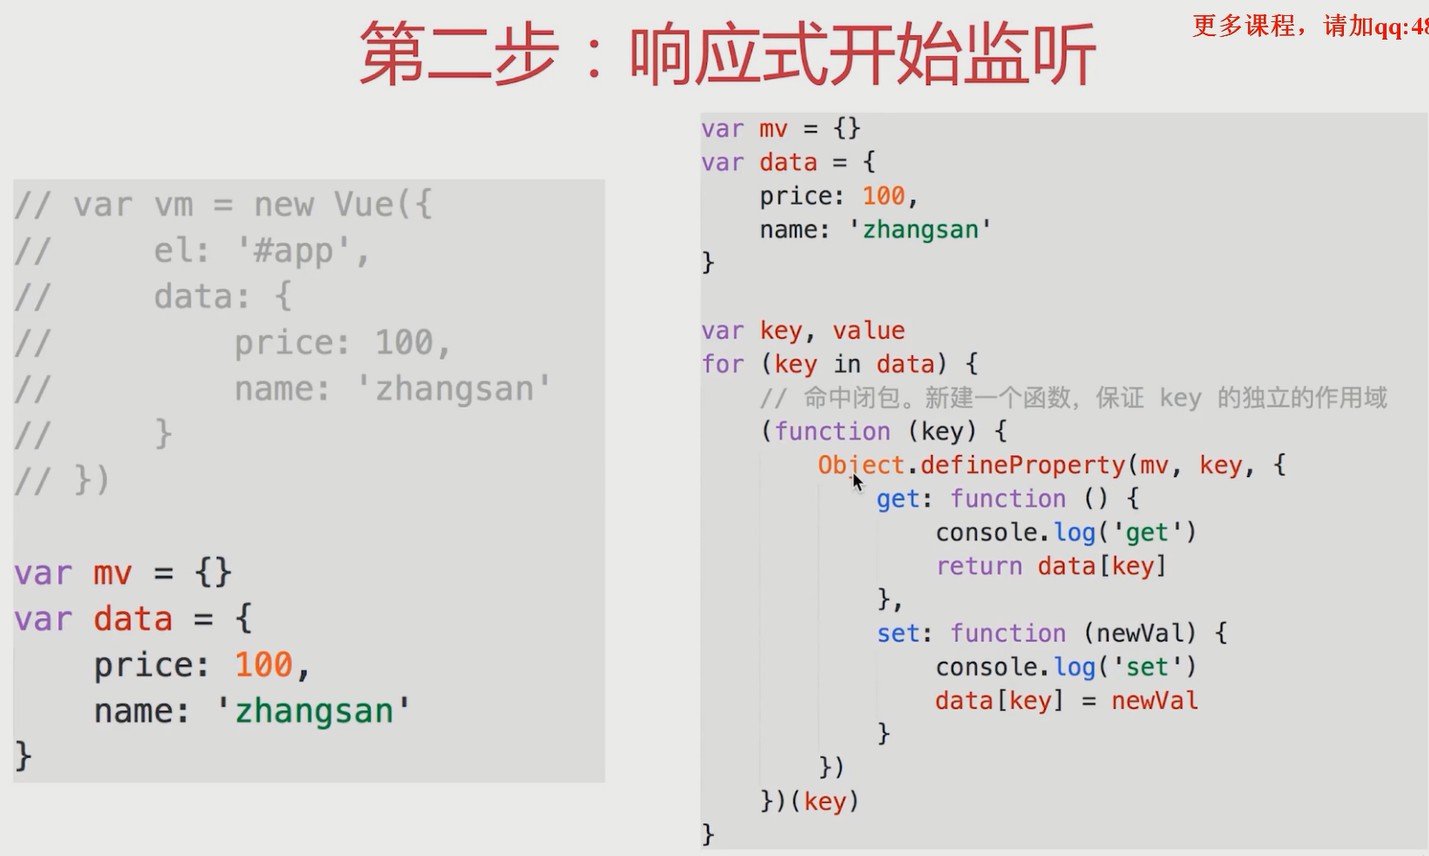 第二步：响应式开始监听
更多课程，请加qq:48
// var vm = new Vue({
//     el: '#app',
//     data: {
//         price: 100,
//         name: 'zhangsan'
//     }
// })
var mv = {}
var data = {
    price: 100,
    name: 'zhangsan'
}
var mv = {}
var data = {
    price: 100,
    name: 'zhangsan'
}
var key, value
for (key in data) {
    // 命中闭包。新建一个函数，保证 key 的独立的作用域
    (function (key) {
        Object.defineProperty(mv, key, {
            get: function () {
                console.log('get')
                return data[key]
            },
            set: function (newVal) {
                console.log('set')
                data[key] = newVal
            }
        })
    })(key)
}